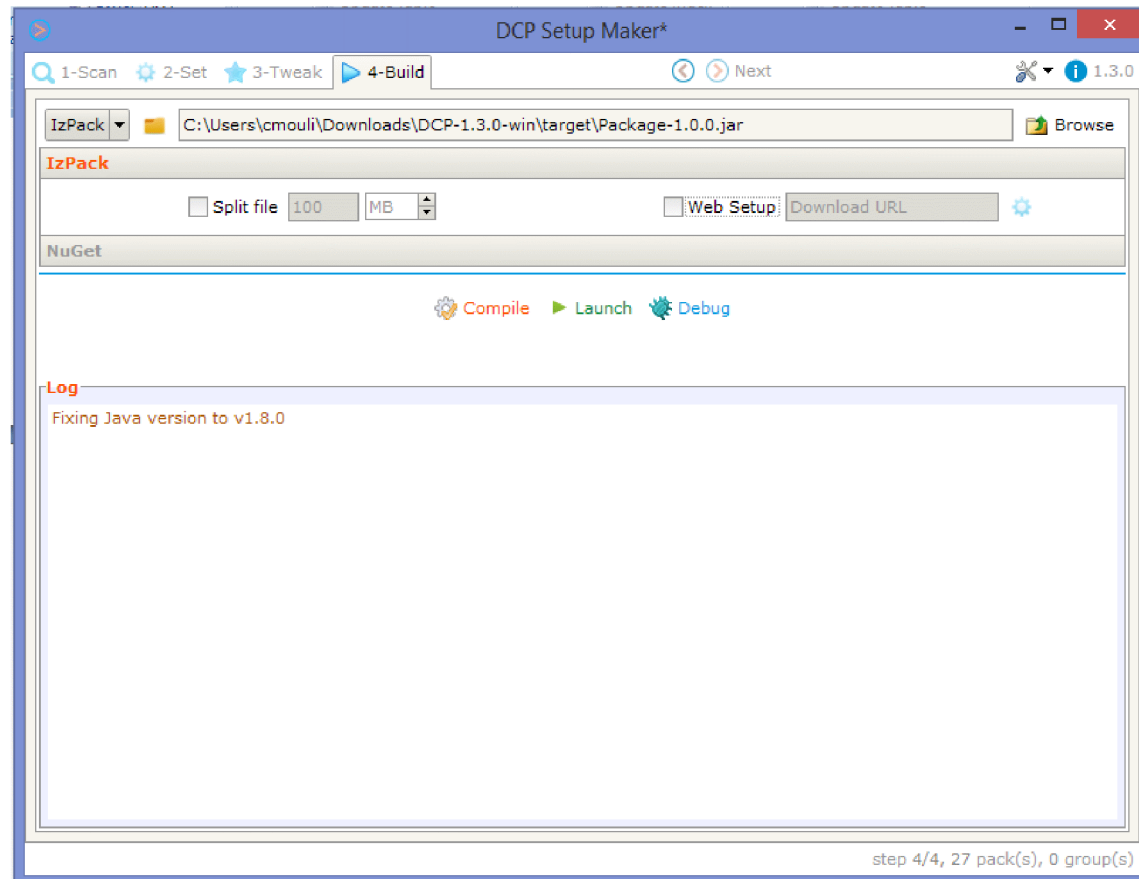 DCP Setup Maker*
1-Scan 2-Set 3-Tweak 4-Build Next 1.3.0
IzPack C:\Users\cmouli\Downloads\DCP-1.3.0-win\target\Package-1.0.0.jar Browse
IzPack
Split file 100 MB Web Setup Download URL
NuGet
Compile Launch Debug
Log
Fixing Java version to v1.8.0
step 4/4, 27 pack(s), 0 group(s)